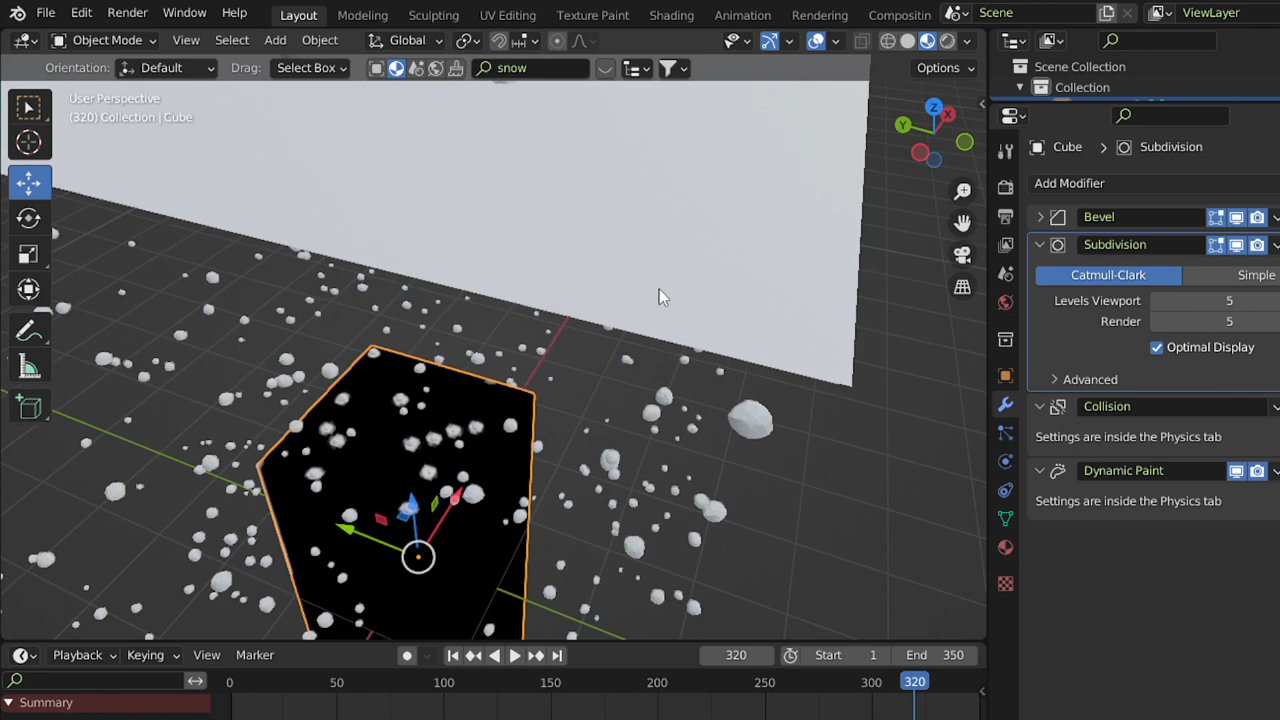 File Edit Render Window Help Layout Modeling Sculpting UV Editing Texture Paint Shading Animation Rendering Compositin Scene ViewLayer
Object Mode View Select Add Object Global
Orientation: Default Drag: Select Box snow Options
Scene Collection
Collection
User Perspective
(320) Collection | Cube
Z
X
Y
Cube > Subdivision
Add Modifier
Bevel
Subdivision
Catmull-Clark Simple
Levels Viewport 5
Render 5
Optimal Display
Advanced
Collision
Settings are inside the Physics tab
Dynamic Paint
Settings are inside the Physics tab
Playback Keying View Marker 320 Start 1 End 350
0 50 100 150 200 250 300 320
Summary